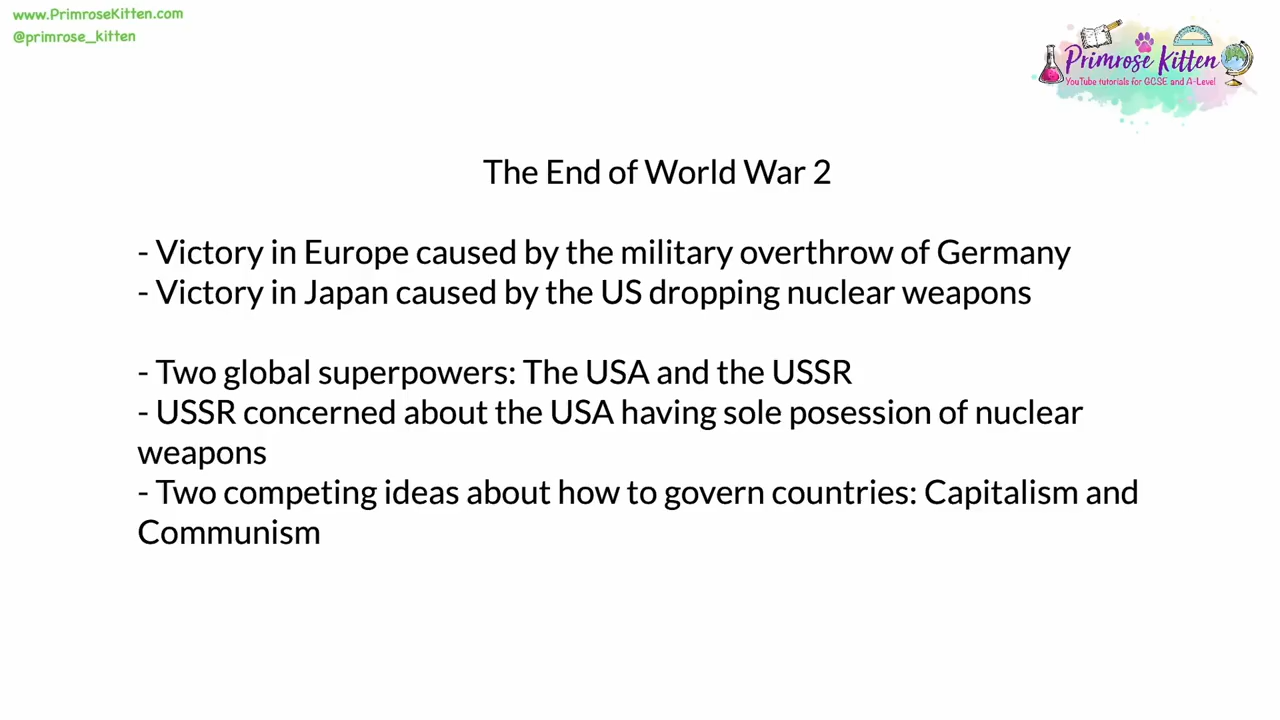 www.PrimroseKitten.com
@primrose_kitten
Primrose Kitten
YouTube tutorials for GCSE and A-Level
The End of World War 2
- Victory in Europe caused by the military overthrow of Germany
- Victory in Japan caused by the US dropping nuclear weapons
- Two global superpowers: The USA and the USSR
- USSR concerned about the USA having sole posession of nuclear
weapons
- Two competing ideas about how to govern countries: Capitalism and
Communism